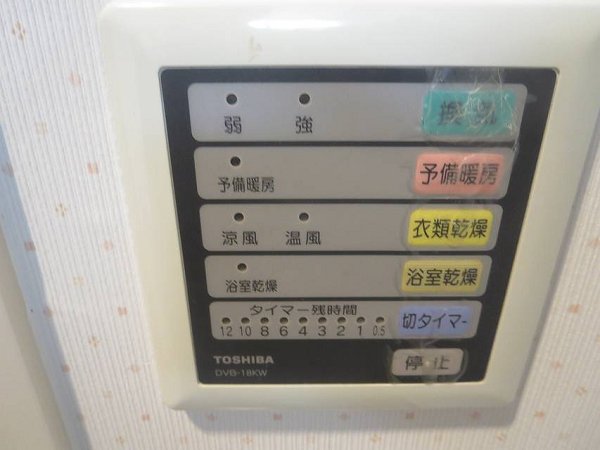 弱 強 換気
予備暖房 予備暖房
涼風 温風 衣類乾燥
浴室乾燥 浴室乾燥
タイマー残時間
12 10 8 6 4 3 2 1 0.5 切タイマー
TOSHIBA 停止
DVB-18KW